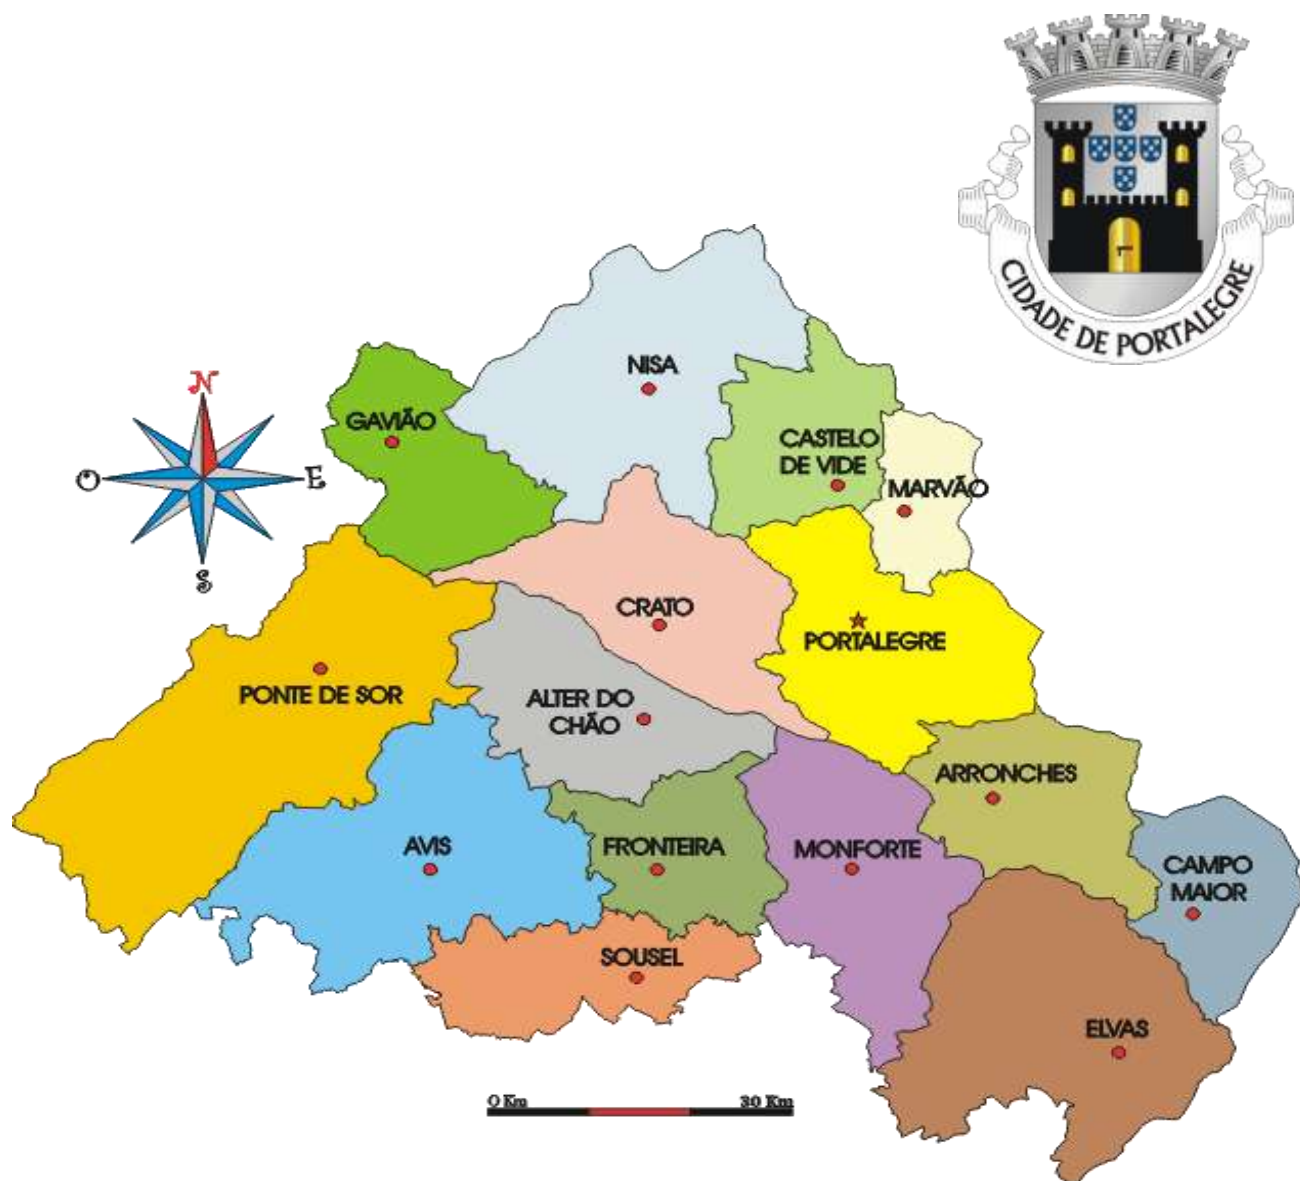 CIDADE DE PORTALEGRE
N
O
E
S
NISA
GAVIÃO
CASTELO
DE VIDE
MARVÃO
CRATO
PORTALEGRE
PONTE DE SOR
ALTER DO
CHÃO
ARRONCHES
AVIS
FRONTEIRA
MONFORTE
CAMPO
MAIOR
SOUSEL
ELVAS
0 Km
30 Km